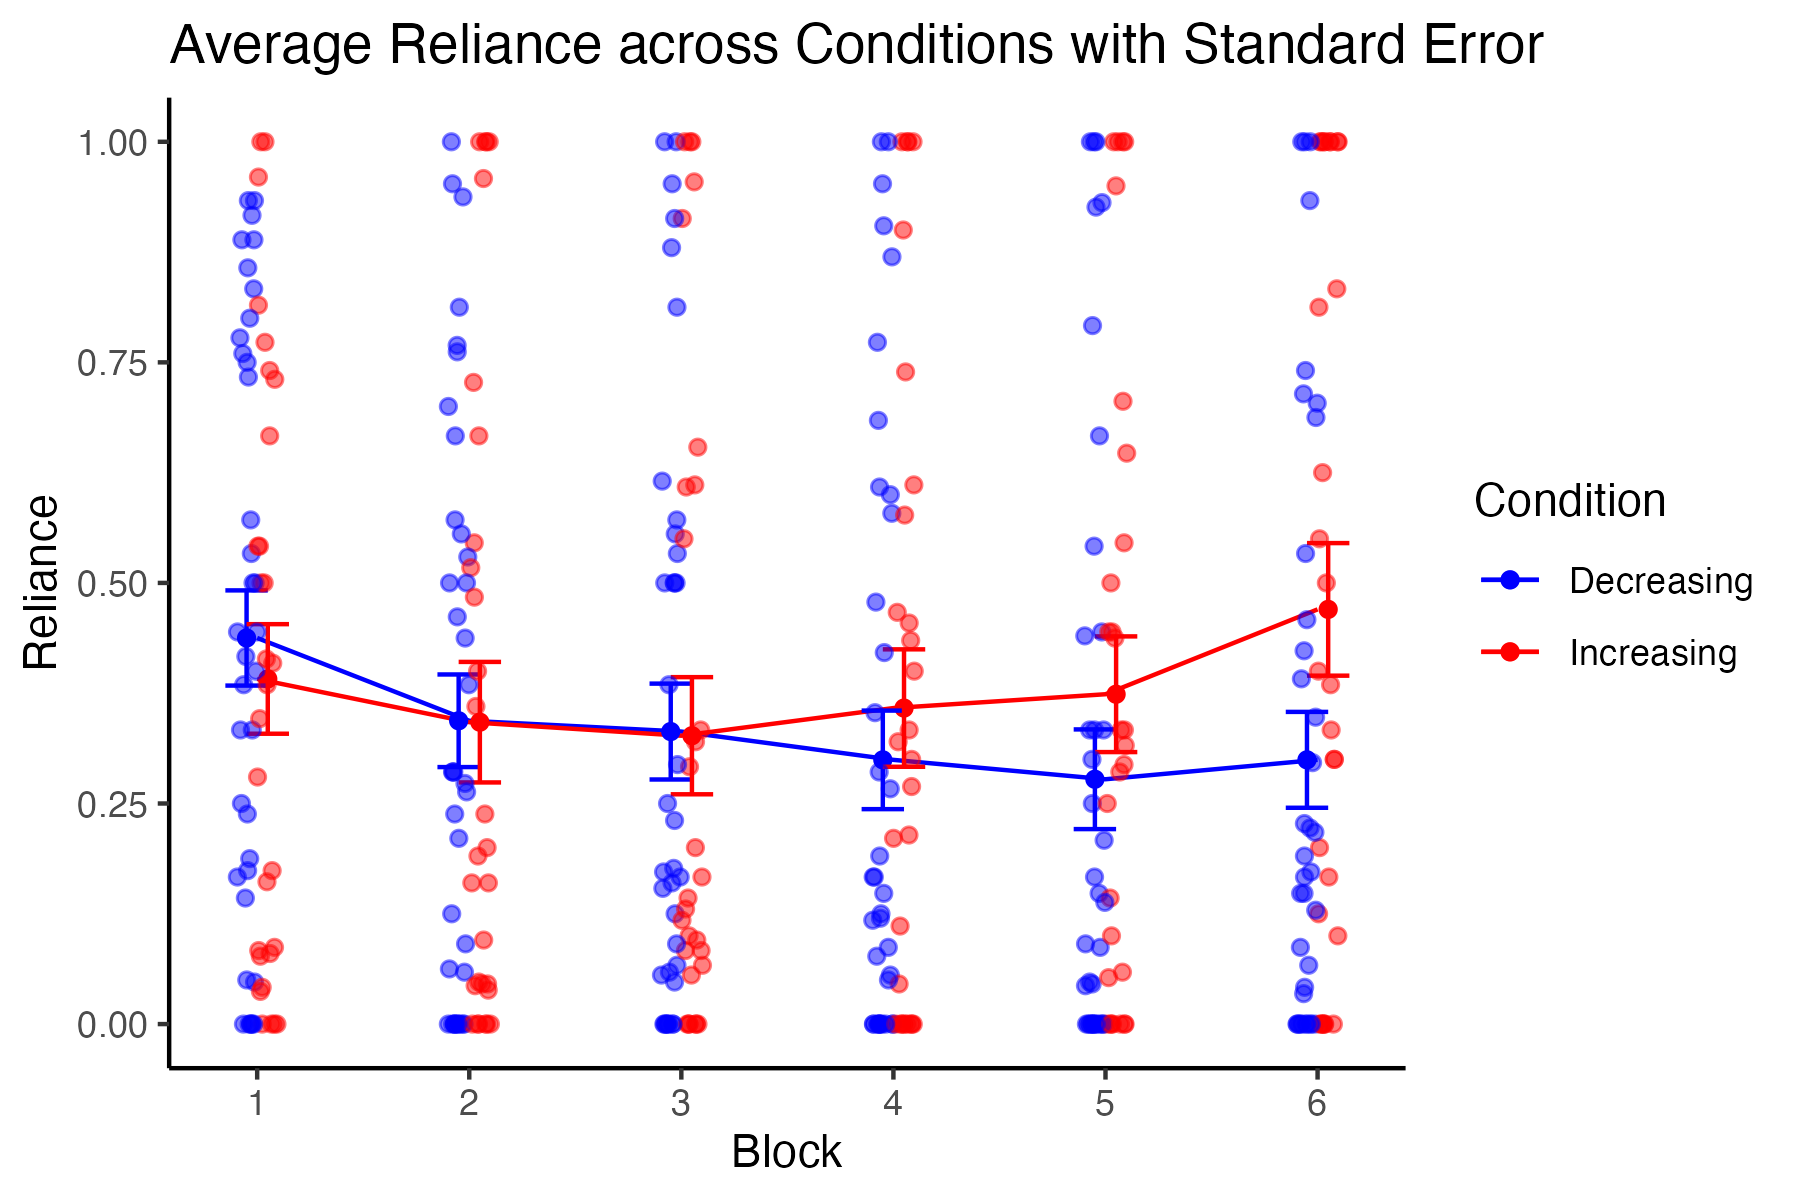 Average Reliance across Conditions with Standard Error
Reliance
1.00
0.75
0.50
0.25
0.00
1 2 3 4 5 6
Block
Condition
Decreasing
Increasing